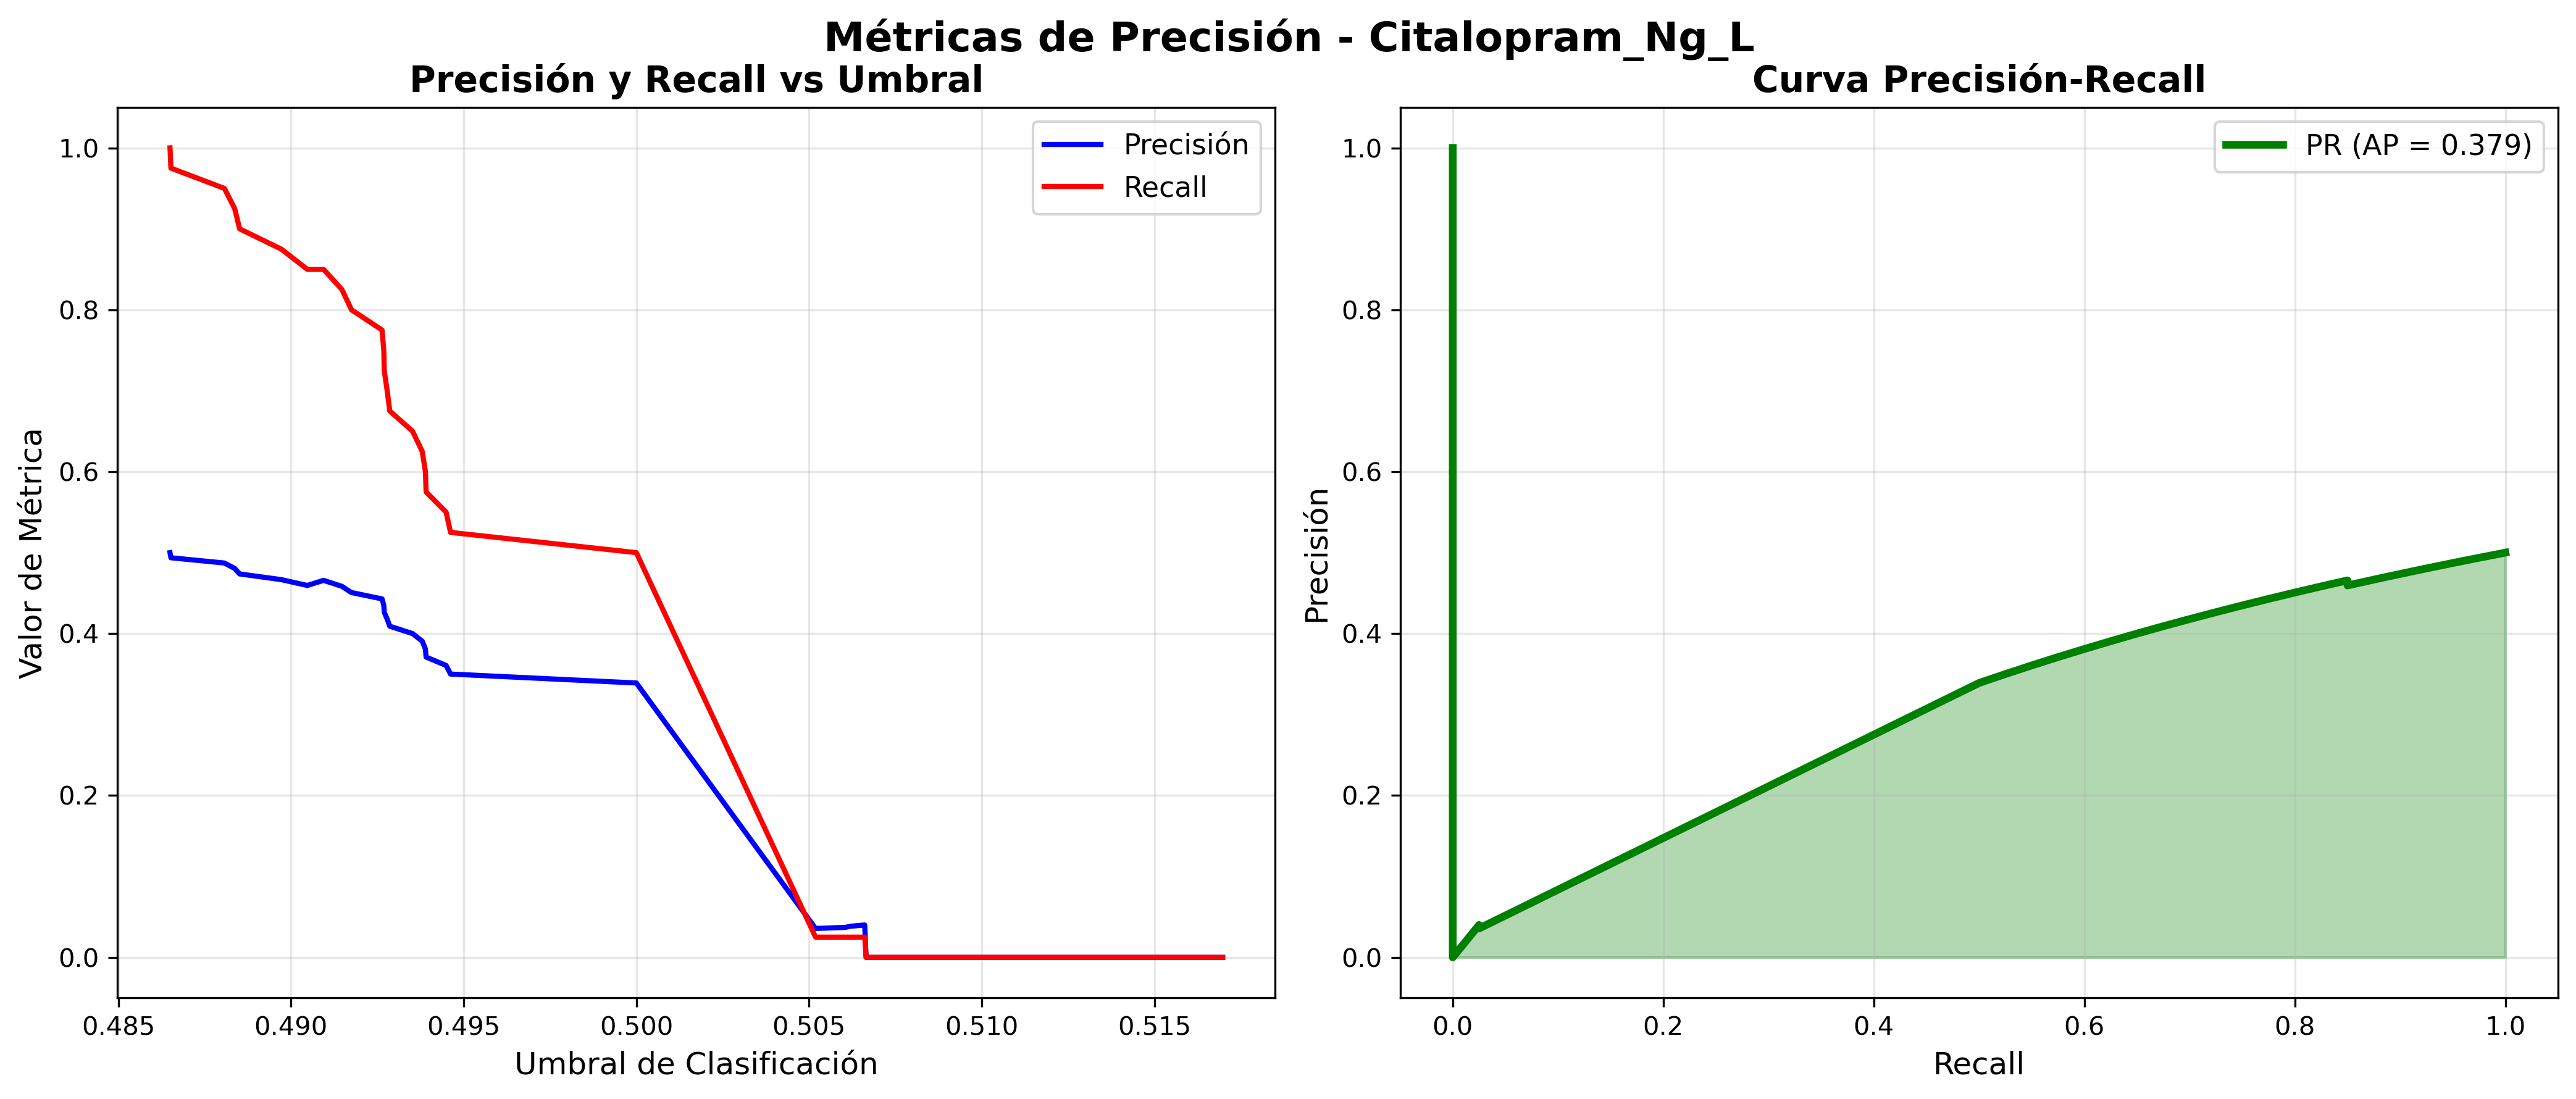 Métricas de Precisión - Citalopram_Ng_L
Precisión y Recall vs Umbral
Precisión
Recall
1.0
0.8
0.6
0.4
0.2
0.0
Valor de Métrica
0.485 0.490 0.495 0.500 0.505 0.510 0.515
Umbral de Clasificación
Curva Precisión-Recall
PR (AP = 0.379)
1.0
0.8
0.6
0.4
0.2
0.0
Precisión
0.0 0.2 0.4 0.6 0.8 1.0
Recall